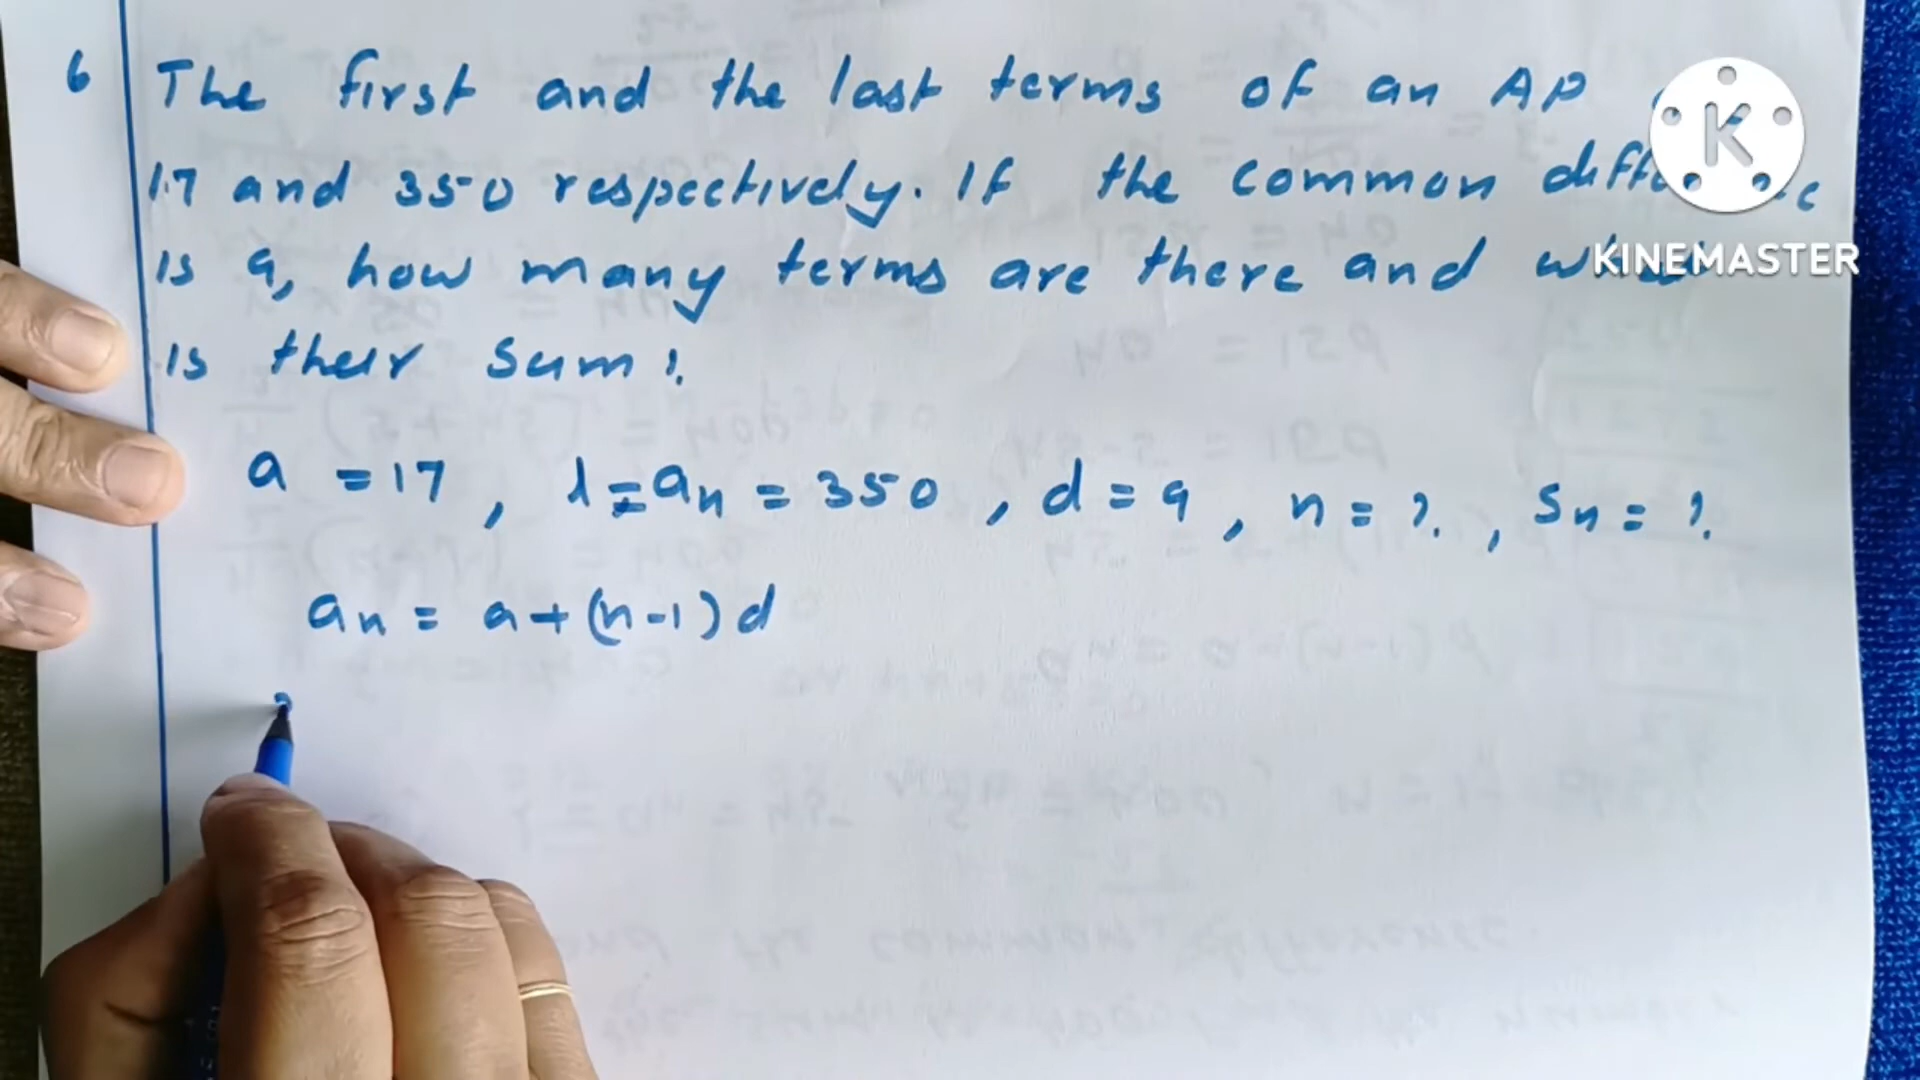 6 The first and the last terms of an AP
17 and 350 respectively. If the common
is 9, how many terms are there and
is their sum?
a = 17, l = an = 350, d = 9, n = ?, Sn = ?
an = a+(n-1)d
KINEMASTER